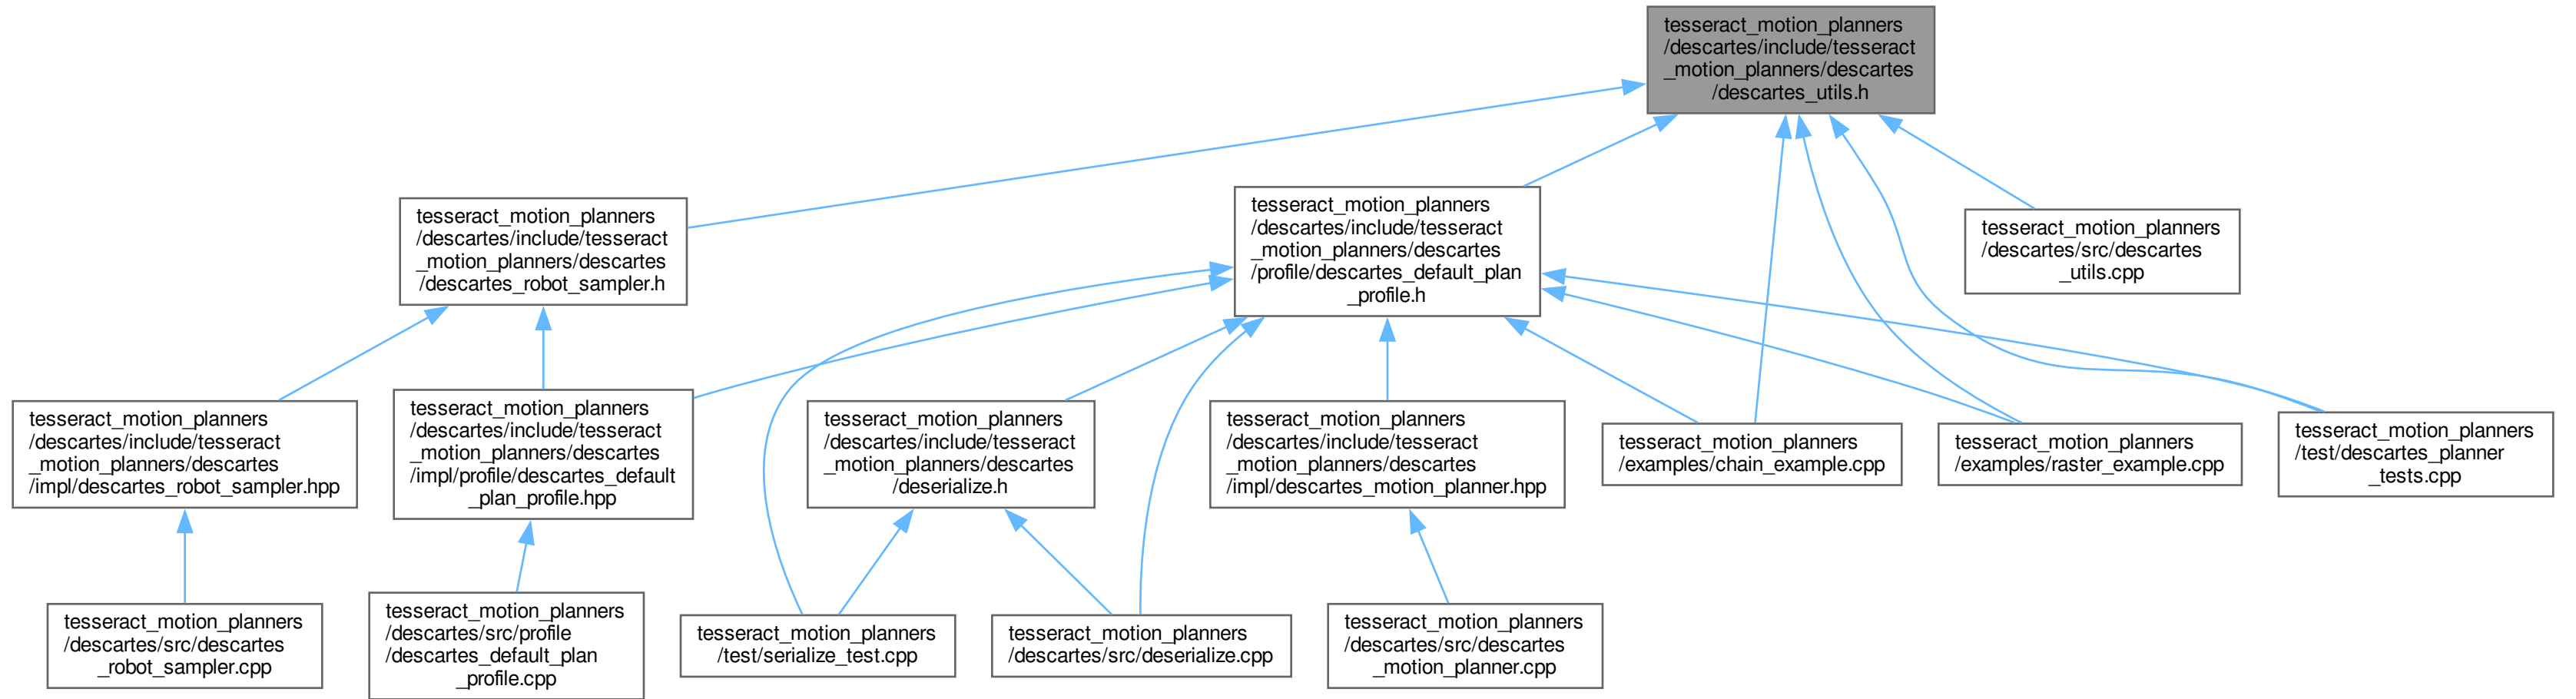 tesseract_motion_planners
/descartes/include/tesseract
_motion_planners/descartes
/descartes_utils.h
tesseract_motion_planners
/descartes/include/tesseract
_motion_planners/descartes
/descartes_robot_sampler.h
tesseract_motion_planners
/descartes/include/tesseract
_motion_planners/descartes
/profile/descartes_default_plan
_profile.h
tesseract_motion_planners
/descartes/src/descartes
_utils.cpp
tesseract_motion_planners
/descartes/include/tesseract
_motion_planners/descartes
/impl/descartes_robot_sampler.hpp
tesseract_motion_planners
/descartes/include/tesseract
_motion_planners/descartes
/impl/profile/descartes_default
_plan_profile.hpp
tesseract_motion_planners
/descartes/include/tesseract
_motion_planners/descartes
/deserialize.h
tesseract_motion_planners
/descartes/include/tesseract
_motion_planners/descartes
/impl/descartes_motion_planner.hpp
tesseract_motion_planners
/examples/chain_example.cpp
tesseract_motion_planners
/examples/raster_example.cpp
tesseract_motion_planners
/test/descartes_planner
_tests.cpp
tesseract_motion_planners
/descartes/src/descartes
_robot_sampler.cpp
tesseract_motion_planners
/descartes/src/profile
/descartes_default_plan
_profile.cpp
tesseract_motion_planners
/test/serialize_test.cpp
tesseract_motion_planners
/descartes/src/deserialize.cpp
tesseract_motion_planners
/descartes/src/descartes
_motion_planner.cpp